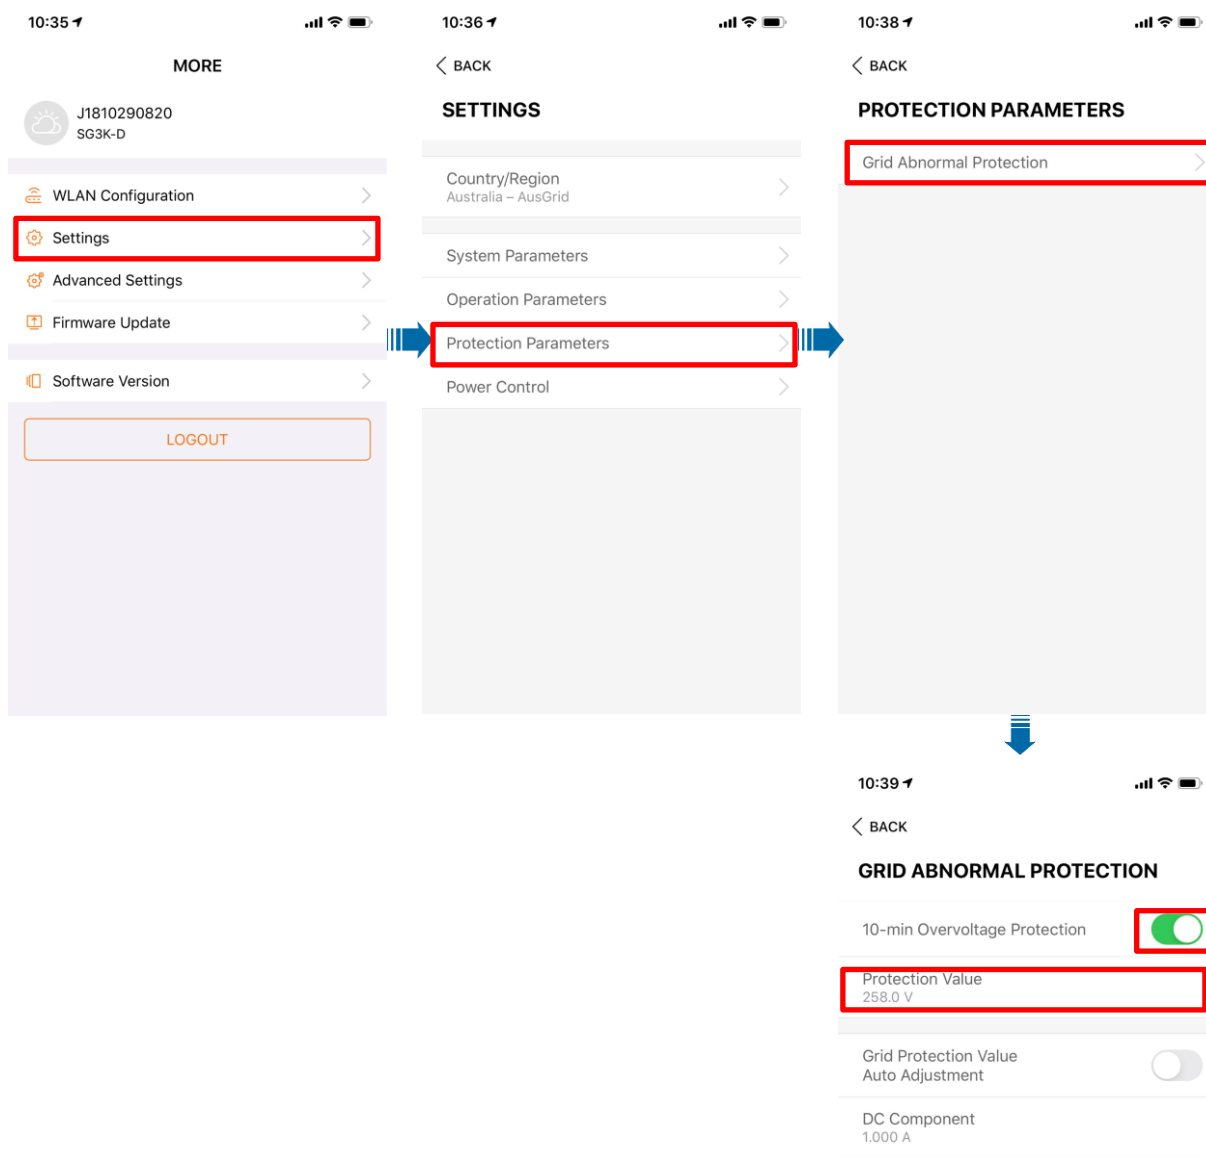 10:35
MORE
J1810290820
SG3K-D
WLAN Configuration
Settings
Advanced Settings
Firmware Update
Software Version
LOGOUT
10:36
BACK
SETTINGS
Country/Region
Australia – AusGrid
System Parameters
Operation Parameters
Protection Parameters
Power Control
10:38
BACK
PROTECTION PARAMETERS
Grid Abnormal Protection
10:39
BACK
GRID ABNORMAL PROTECTION
10-min Overvoltage Protection
Protection Value
258.0 V
Grid Protection Value
Auto Adjustment
DC Component
1.000 A